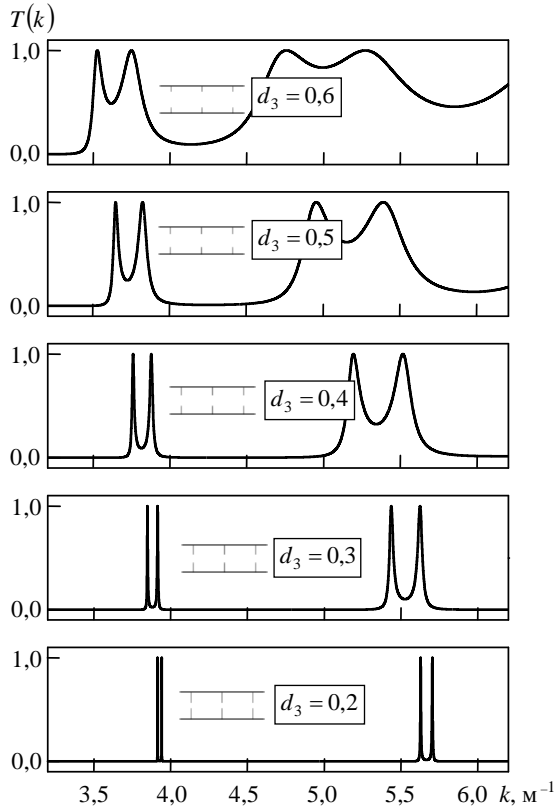 T(k)
1,0
0,0
d₃ = 0,6
1,0
0,0
d₃ = 0,5
1,0
0,0
d₃ = 0,4
1,0
0,0
d₃ = 0,3
1,0
0,0
d₃ = 0,2
3,5 4,0 4,5 5,0 5,5 6,0 k, м⁻¹